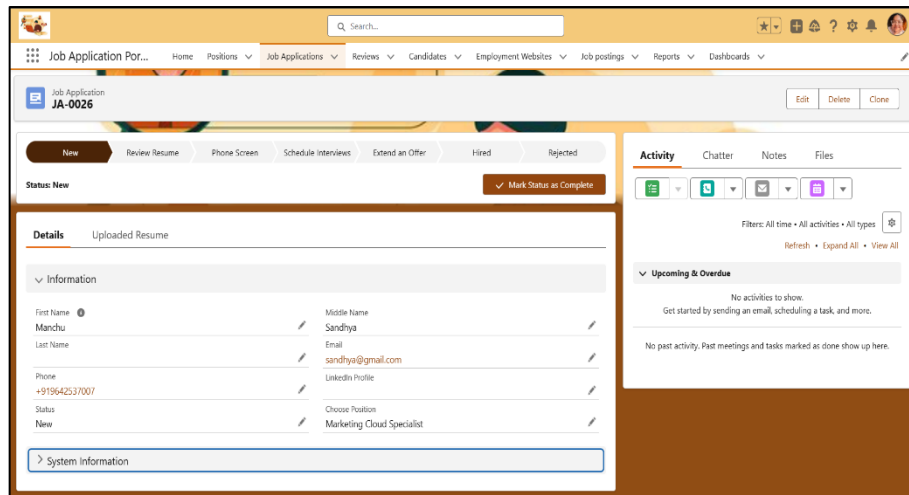 Search...
Job Application Por... Home Positions Job Applications Reviews Candidates Employment Websites Job postings Reports Dashboards
Job Application
JA-0026
Edit Delete Clone
New Review Resume Phone Screen Schedule Interviews Extend an Offer Hired Rejected
Status: New
Mark Status as Complete
Details Uploaded Resume
Information
First Name
Manchu
Middle Name
Sandhya
Last Name
Email
sandhya@gmail.com
Phone
+919642537007
LinkedIn Profile
Status
New
Choose Position
Marketing Cloud Specialist
System Information
Activity Chatter Notes Files
Filters: All time • All activities • All types
Refresh • Expand All • View All
Upcoming & Overdue
No activities to show.
Get started by sending an email, scheduling a task, and more.
No past activity. Past meetings and tasks marked as done show up here.